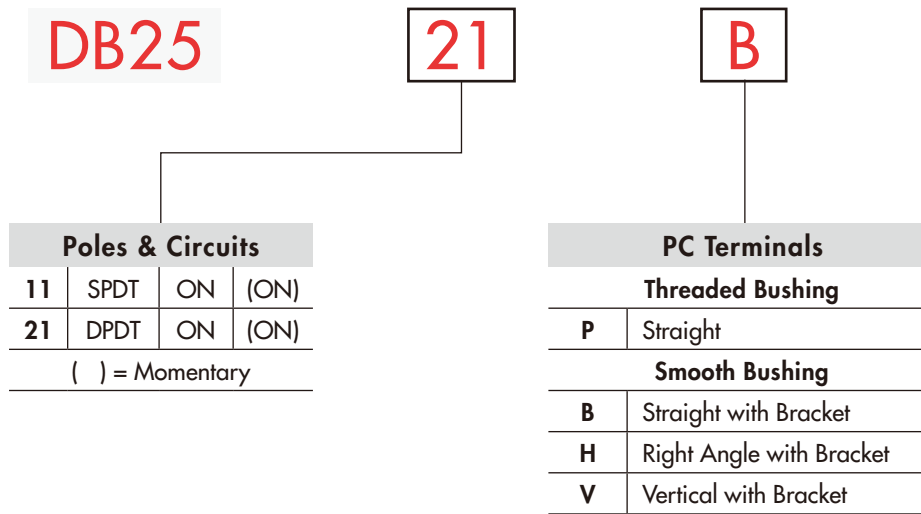 DB25 21 B
Poles & Circuits
11 SPDT ON (ON)
21 DPDT ON (ON)
( ) = Momentary
PC Terminals
Threaded Bushing
P Straight
Smooth Bushing
B Straight with Bracket
H Right Angle with Bracket
V Vertical with Bracket